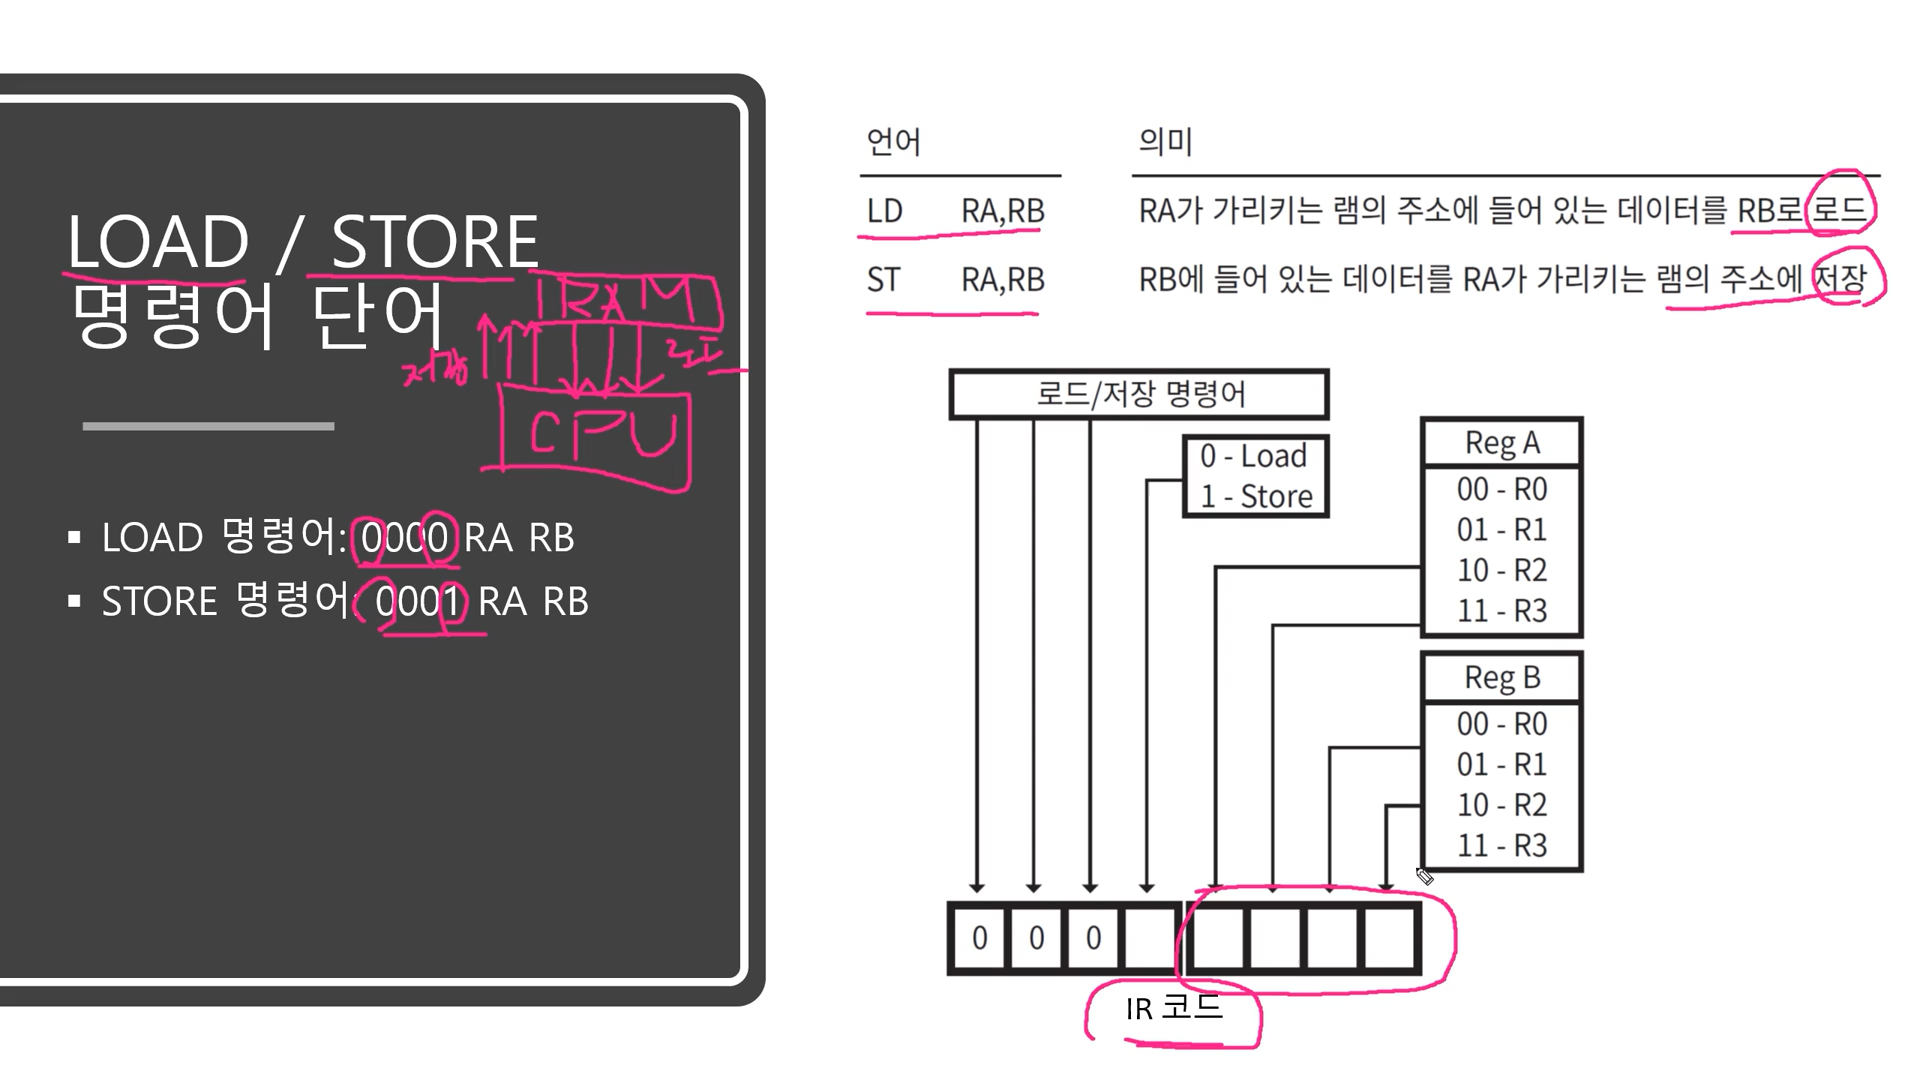 LOAD / STORE
명령어 단어
RAM
저장
로드
CPU
▪ LOAD 명령어: 0000 RA RB
▪ STORE 명령어: 0001 RA RB
언어 의미
LD RA,RB RA가 가리키는 램의 주소에 들어 있는 데이터를 RB로 로드
ST RA,RB RB에 들어 있는 데이터를 RA가 가리키는 램의 주소에 저장
로드/저장 명령어
0 - Load
1 - Store
Reg A
00 - R0
01 - R1
10 - R2
11 - R3
Reg B
00 - R0
01 - R1
10 - R2
11 - R3
0 0 0
IR 코드